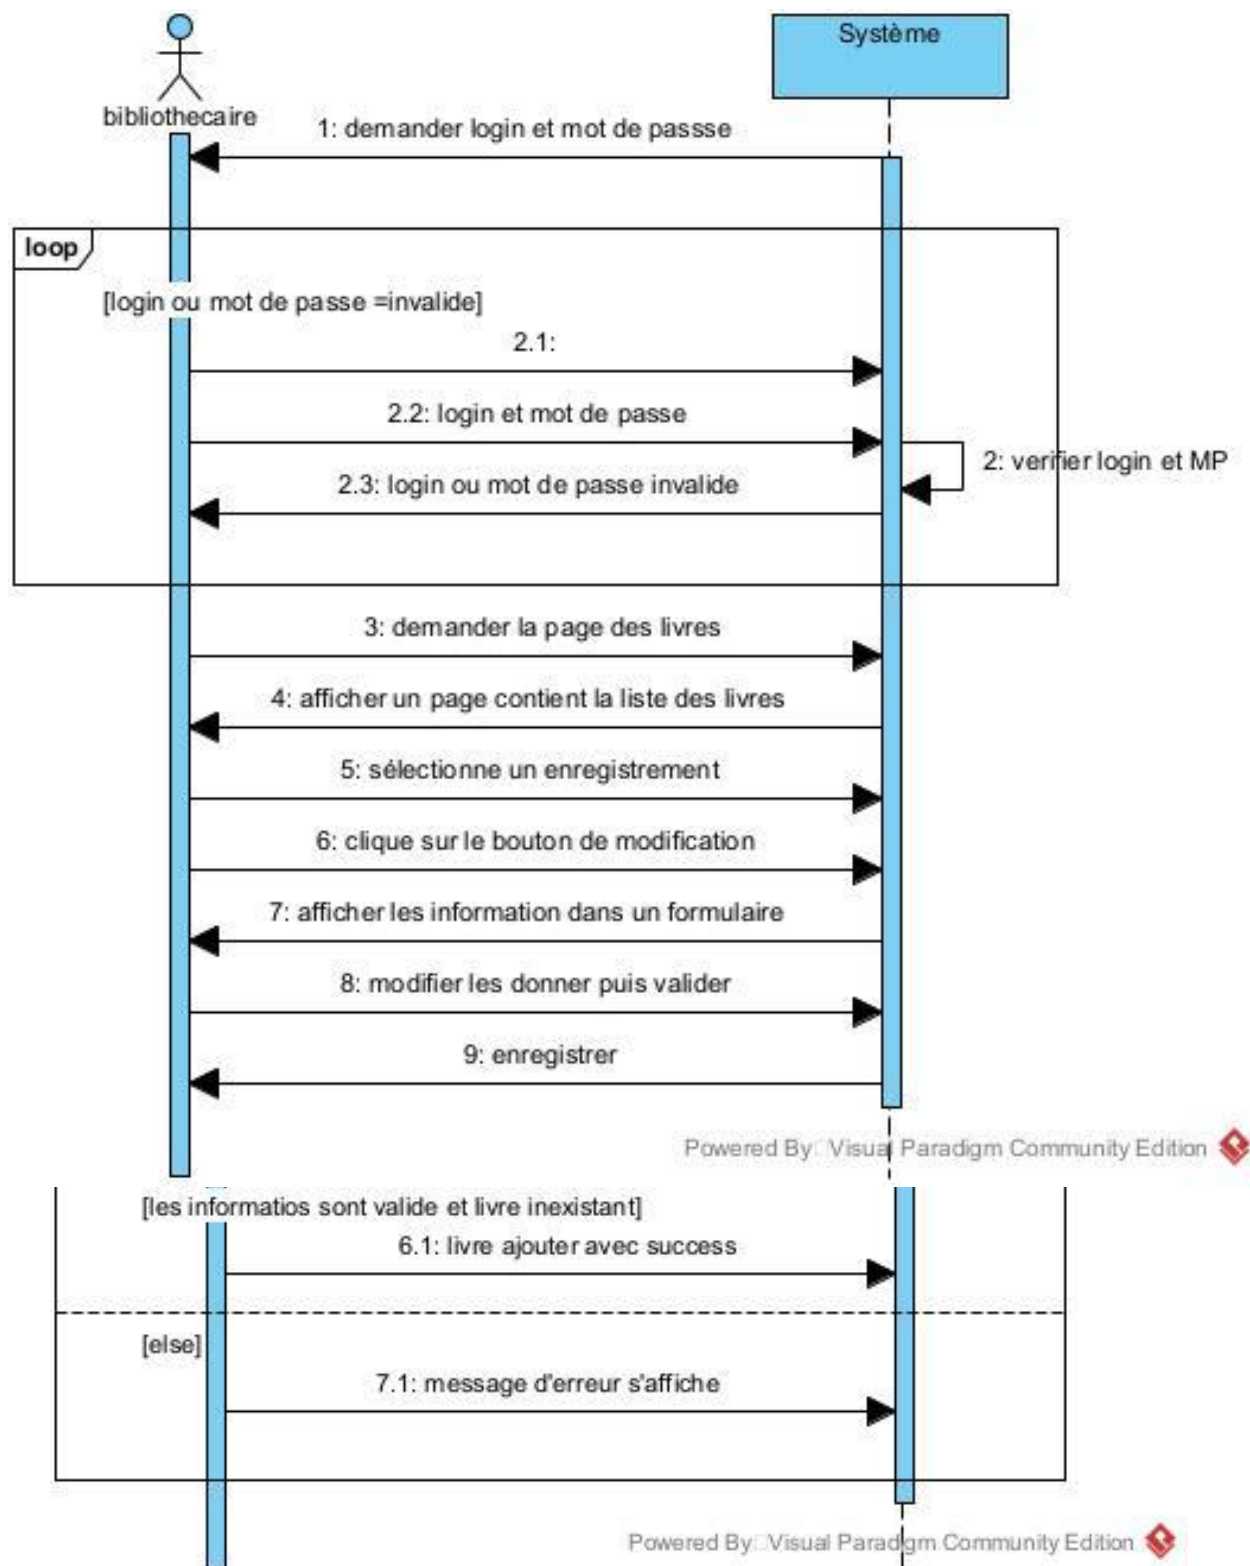 Système
bibliothecaire
1: demander login et mot de passse
loop
[login ou mot de passe =invalide]
2.1:
2.2: login et mot de passe
2: verifier login et MP
2.3: login ou mot de passe invalide
3: demander la page des livres
4: afficher un page contient la liste des livres
5: sélectionne un enregistrement
6: clique sur le bouton de modification
7: afficher les information dans un formulaire
8: modifier les donner puis valider
9: enregistrer
Powered By Visual Paradigm Community Edition
[les informatios sont valide et livre inexistant]
6.1: livre ajouter avec success
[else]
7.1: message d'erreur s'affiche
Powered By Visual Paradigm Community Edition